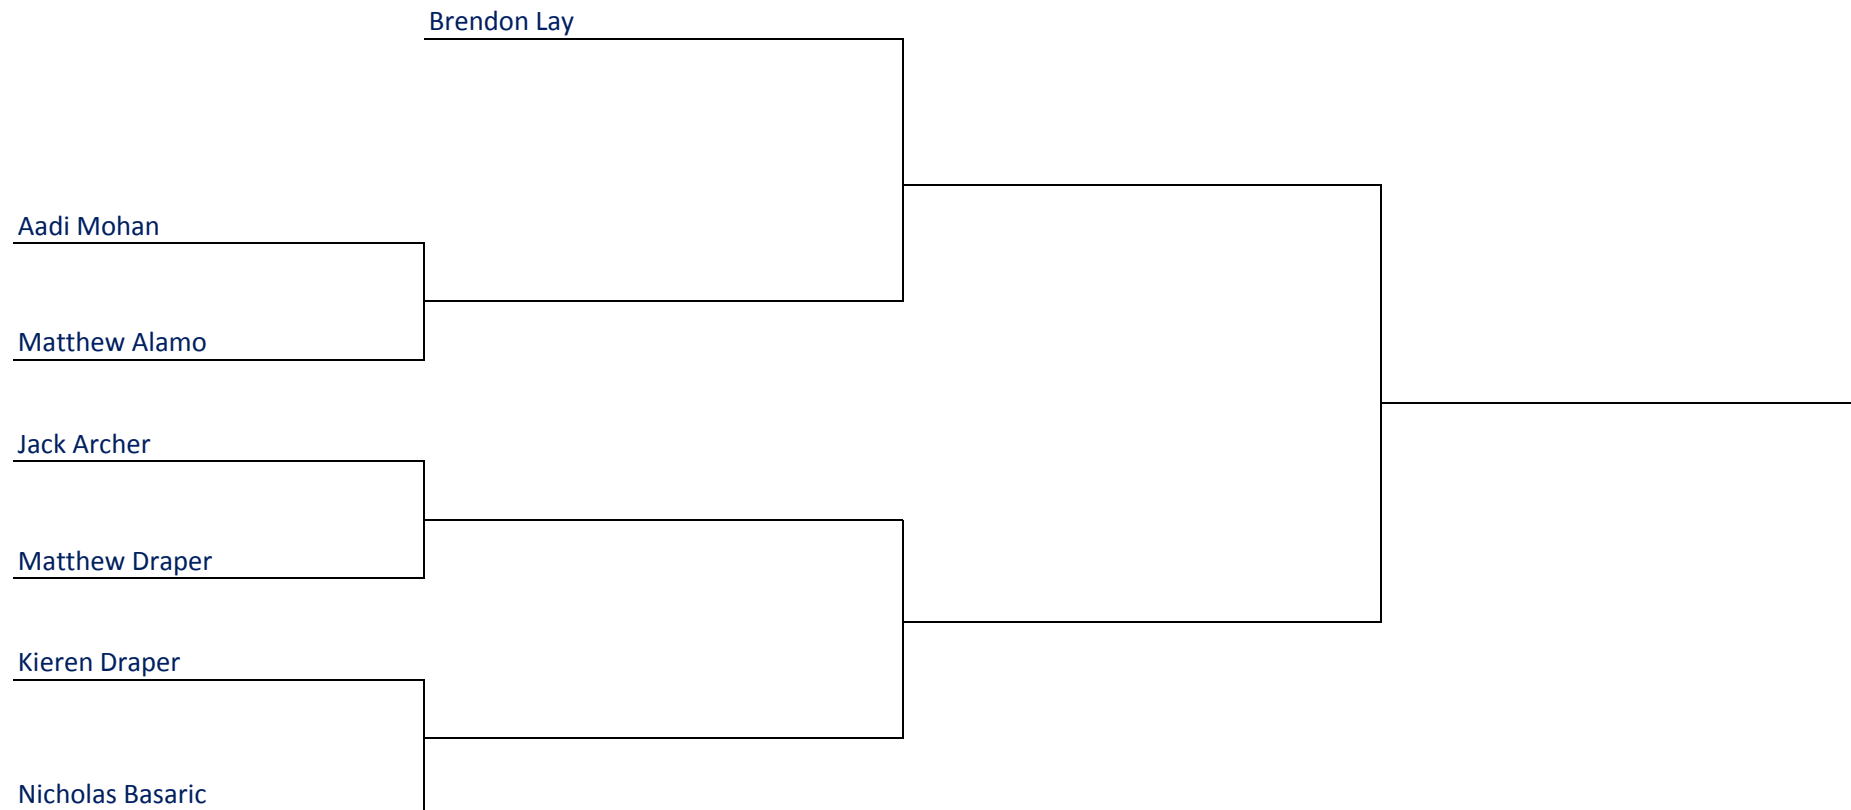 Brendon Lay
Aadi Mohan
Matthew Alamo
Jack Archer
Matthew Draper
Kieren Draper
Nicholas Basaric